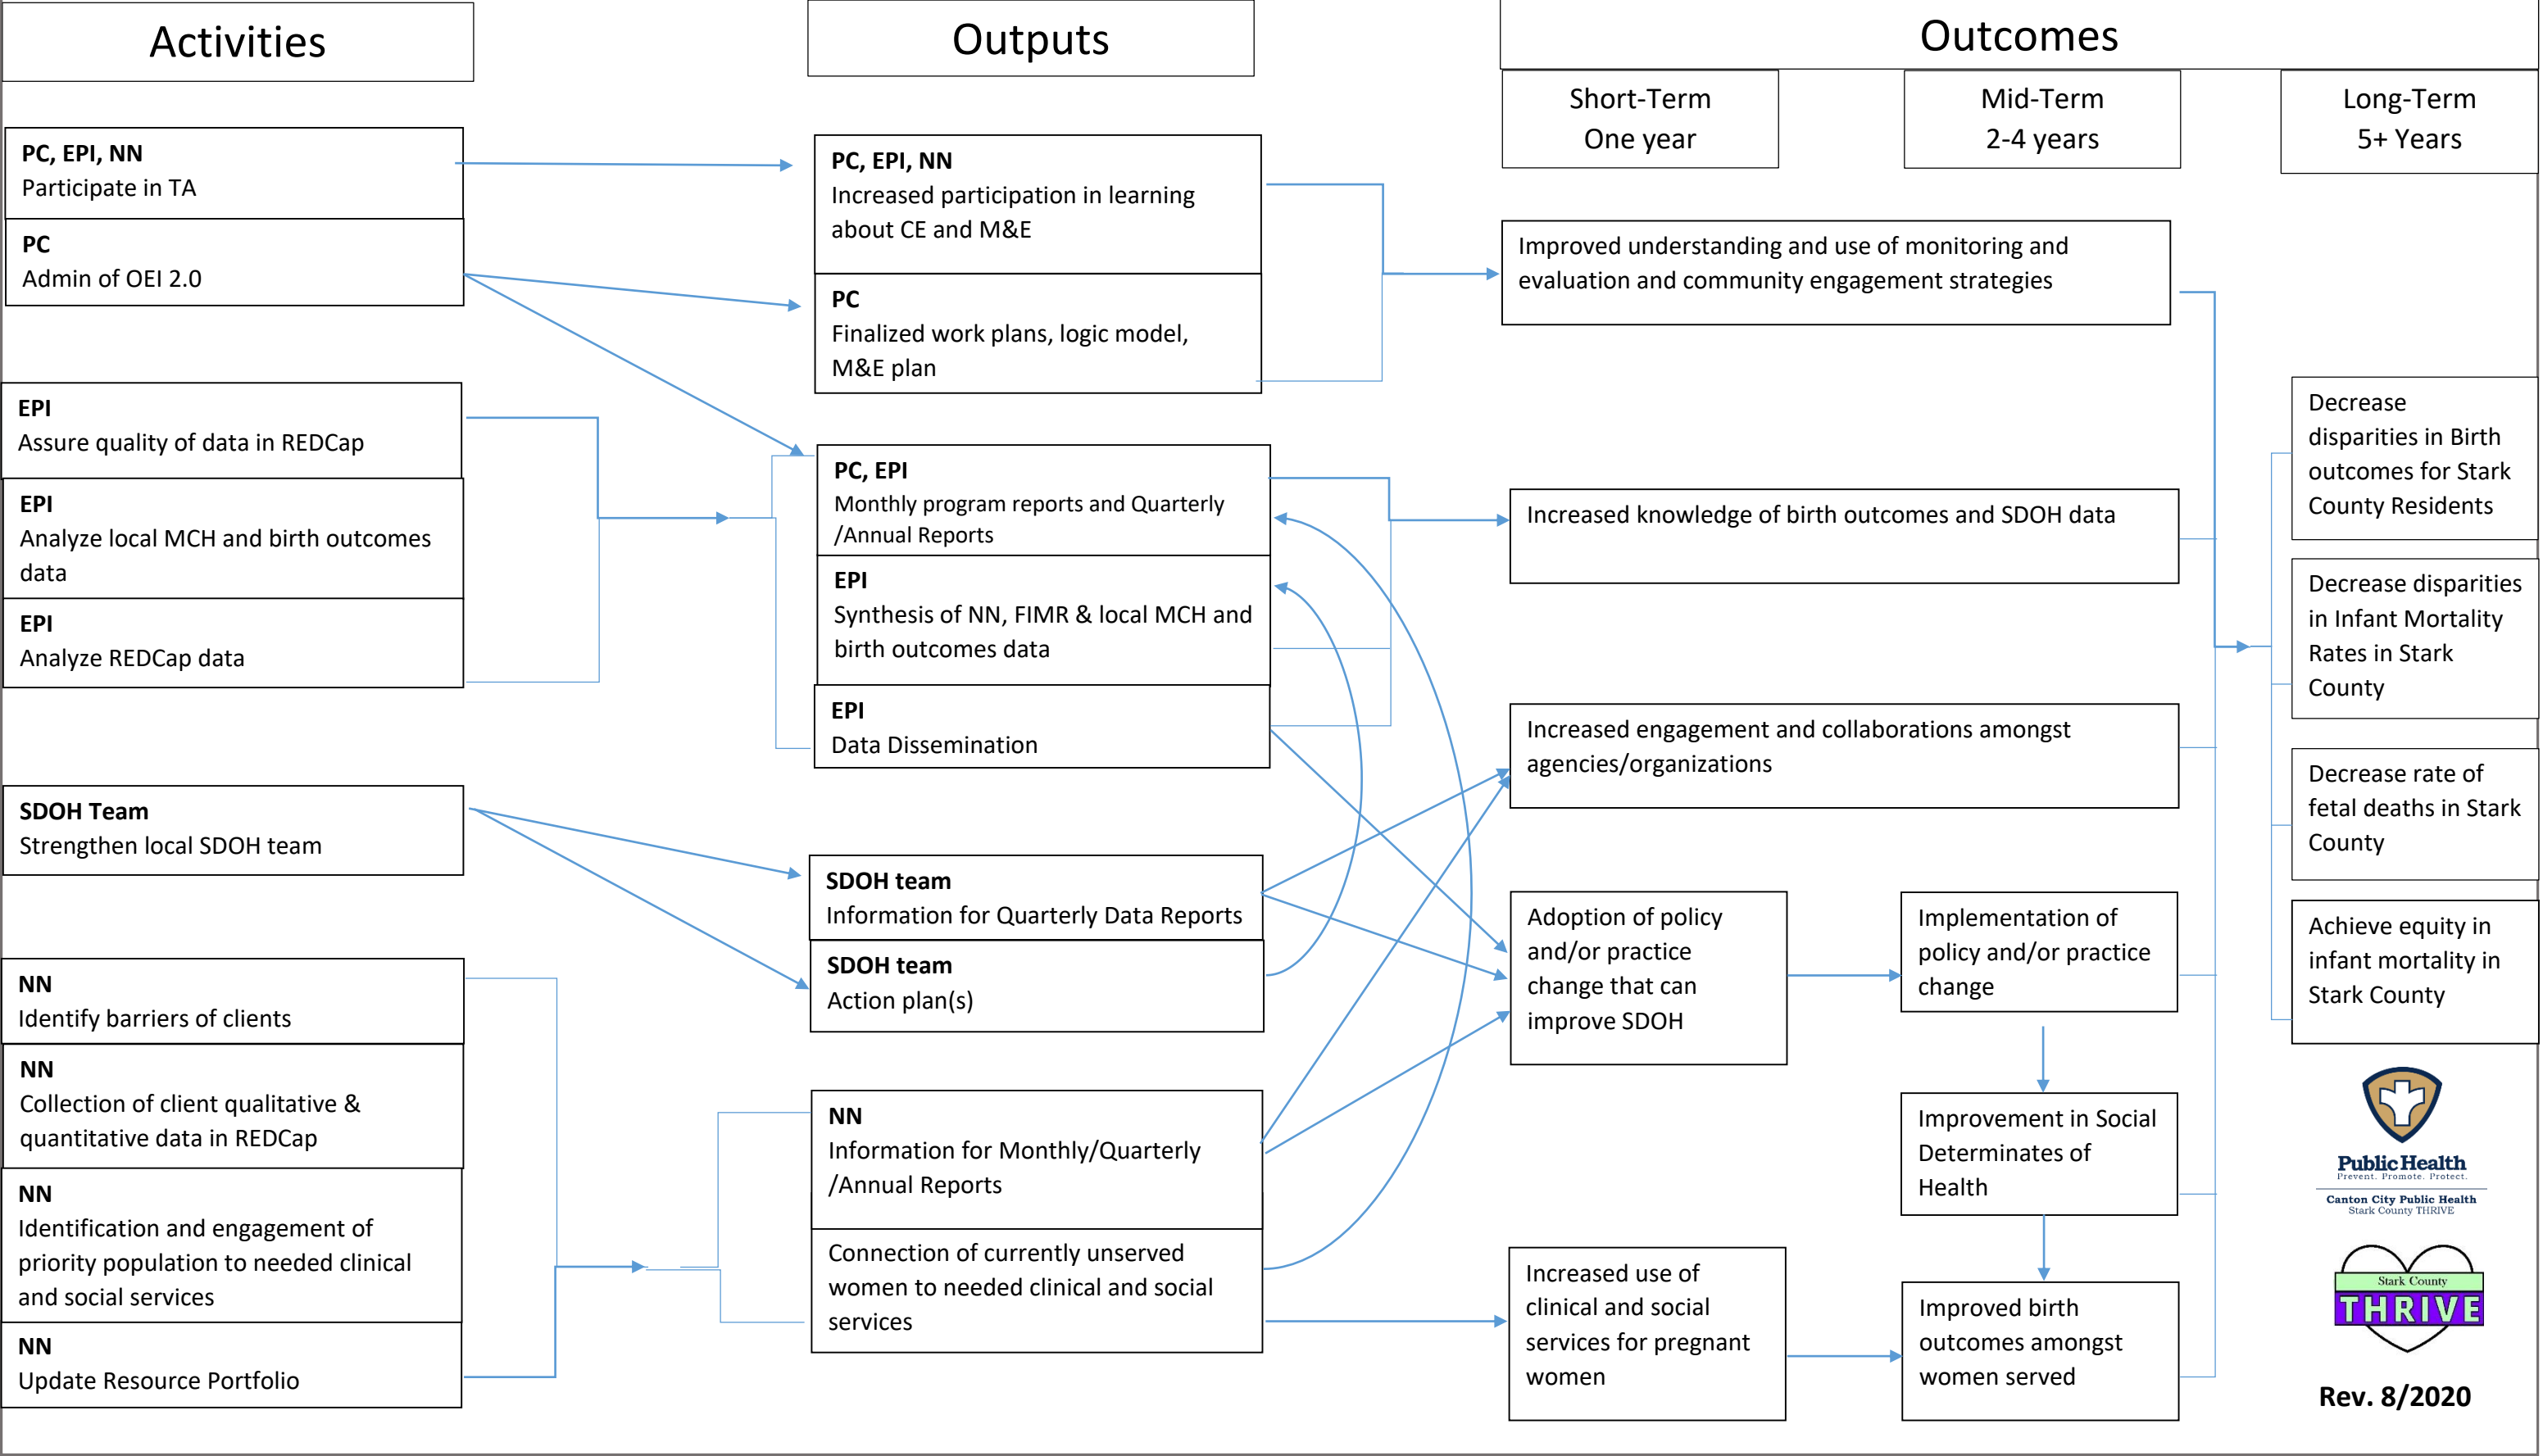 Activities
Outputs
Outcomes
Short-Term
One year
Mid-Term
2-4 years
Long-Term
5+ Years
PC, EPI, NN
Participate in TA
PC
Admin of OEI 2.0
EPI
Assure quality of data in REDCap
EPI
Analyze local MCH and birth outcomes
data
EPI
Analyze REDCap data
SDOH Team
Strengthen local SDOH team
NN
Identify barriers of clients
NN
Collection of client qualitative &
quantitative data in REDCap
NN
Identification and engagement of
priority population to needed clinical
and social services
NN
Update Resource Portfolio
PC, EPI, NN
Increased participation in learning
about CE and M&E
PC
Finalized work plans, logic model,
M&E plan
PC, EPI
Monthly program reports and Quarterly
/Annual Reports
EPI
Synthesis of NN, FIMR & local MCH and
birth outcomes data
EPI
Data Dissemination
SDOH team
Information for Quarterly Data Reports
SDOH team
Action plan(s)
NN
Information for Monthly/Quarterly
/Annual Reports
Connection of currently unserved
women to needed clinical and social
services
Improved understanding and use of monitoring and
evaluation and community engagement strategies
Increased knowledge of birth outcomes and SDOH data
Increased engagement and collaborations amongst
agencies/organizations
Adoption of policy
and/or practice
change that can
improve SDOH
Increased use of
clinical and social
services for pregnant
women
Implementation of
policy and/or practice
change
Improvement in Social
Determinates of
Health
Improved birth
outcomes amongst
women served
Decrease
disparities in Birth
outcomes for Stark
County Residents
Decrease disparities
in Infant Mortality
Rates in Stark
County
Decrease rate of
fetal deaths in Stark
County
Achieve equity in
infant mortality in
Stark County
Public Health
Prevent. Promote. Protect.
Canton City Public Health
Stark County THRIVE
Stark County
THRIVE
Rev. 8/2020